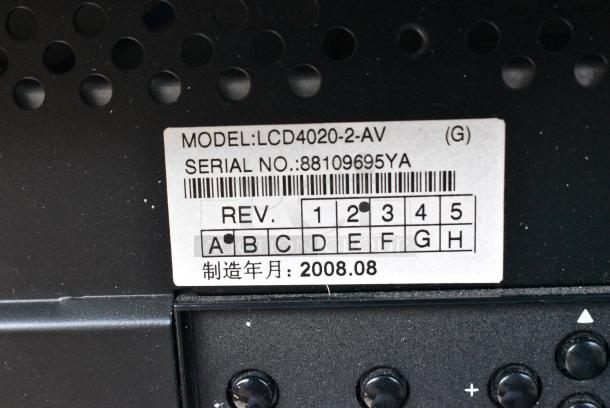 MODEL:LCD4020-2-AV (G)
SERIAL NO.:88109695YA
REV. 1 2 3 4 5
A B C D E F G H
制造年月: 2008.08
+